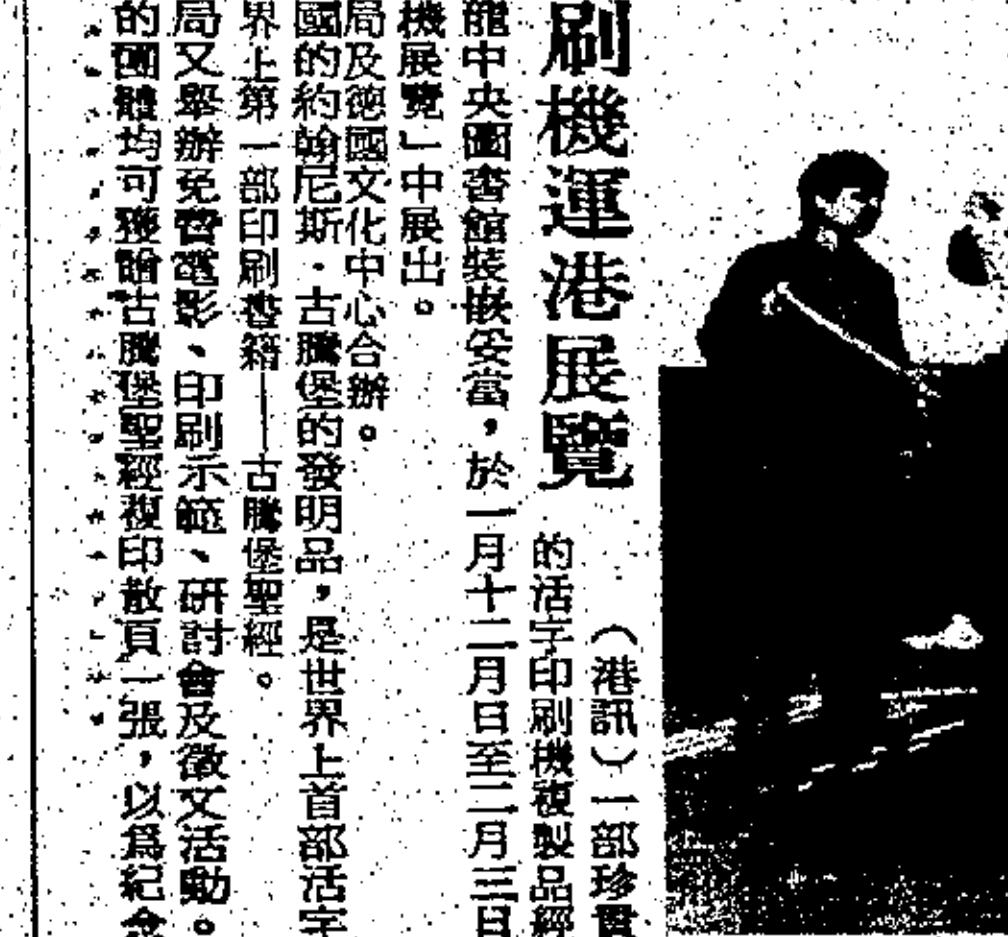 刷機運港展覽
（港訊）一部珍貴
的活字印刷機複製品經
龍中央圖書館裝嵌妥當，於一月十二月日至二月三日
機展覽」中展出。
局及德國文化中心合辦。
國的約翰尼斯·古騰堡的發明品，是世界上首部活字
界上第一部印刷書籍——古騰堡聖經。
局又舉辦免費電影、印刷示範、研討會及徵文活動。
的團體均可獲贈古騰堡聖經複印散頁一張，以爲紀念